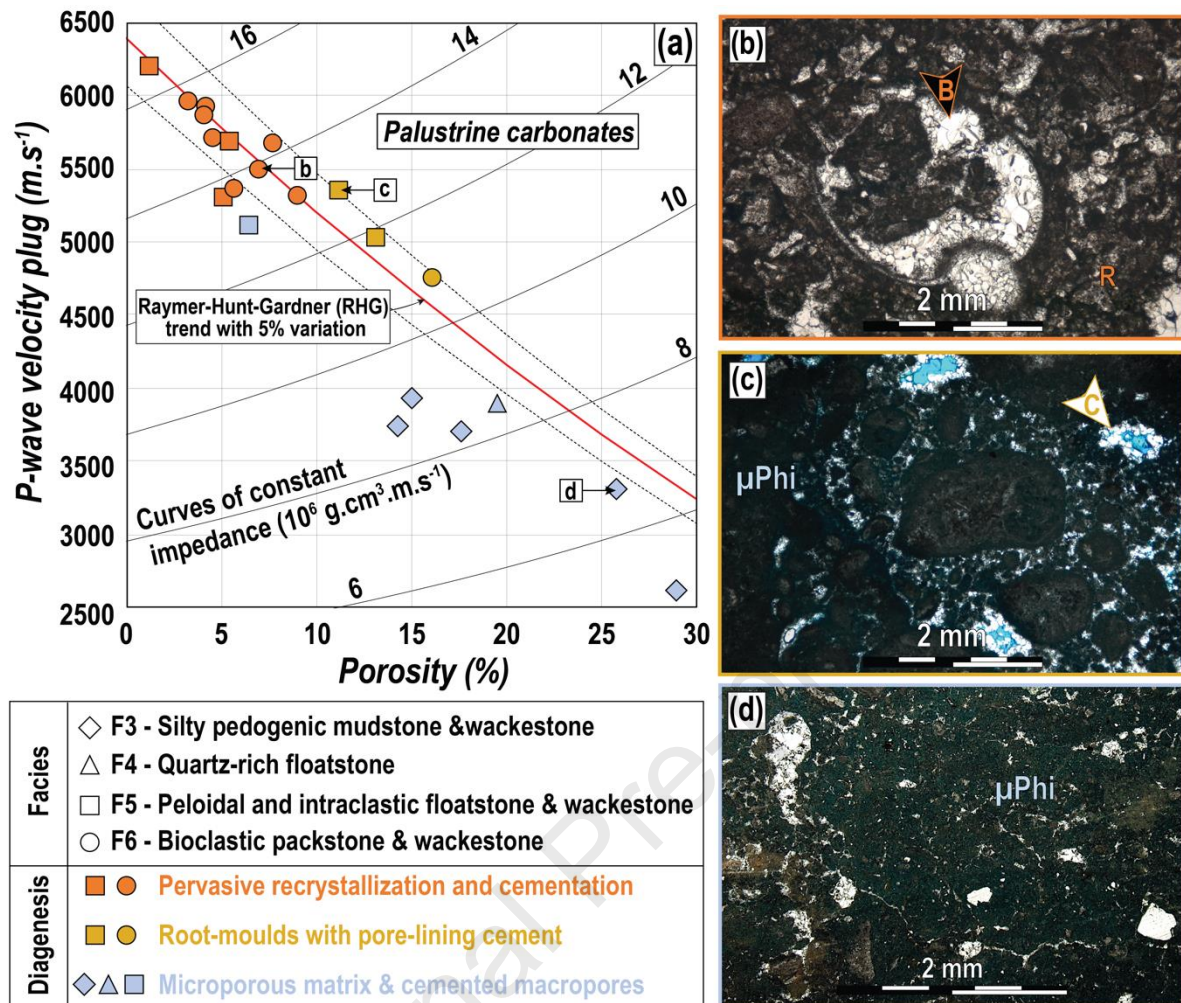 (a)
P-wave velocity plug (m.s⁻¹)
6500
6000
5500
5000
4500
4000
3500
3000
2500
16
14
12
10
8
6
Palustrine carbonates
b
c
Raymer-Hunt-Gardner (RHG)
trend with 5% variation
d
Curves of constant
impedance (10⁶ g.cm³.m.s⁻¹)
0
5
10
15
20
25
30
Porosity (%)
(b)
B
R
2 mm
(c)
C
µPhi
2 mm
(d)
µPhi
2 mm
Facies
F3 - Silty pedogenic mudstone &wackestone
F4 - Quartz-rich floatstone
F5 - Peloidal and intraclastic floatstone & wackestone
F6 - Bioclastic packstone & wackestone
Diagenesis
Pervasive recrystallization and cementation
Root-moulds with pore-lining cement
Microporous matrix & cemented macropores